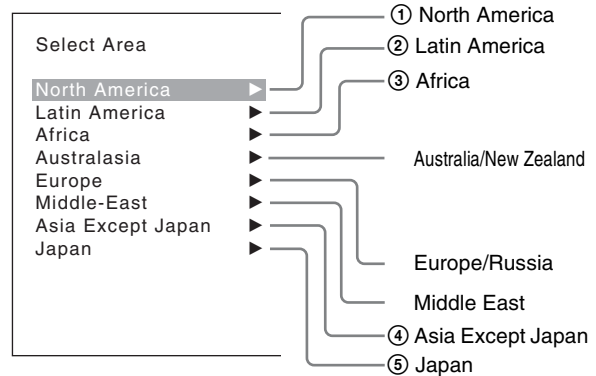 Select Area
North America ▶
Latin America ▶
Africa ▶
Australasia ▶
Europe ▶
Middle-East ▶
Asia Except Japan ▶
Japan ▶
① North America
② Latin America
③ Africa
Australia/New Zealand
Europe/Russia
Middle East
④ Asia Except Japan
⑤ Japan